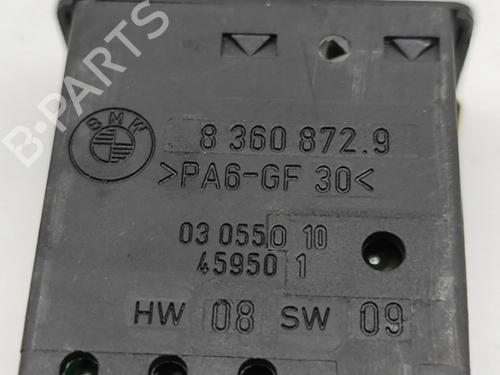 B-PARTS
BMW
8 360 872.9
>PA6-GF 30<
03 0550 10
45950 1
HW 08 SW 09